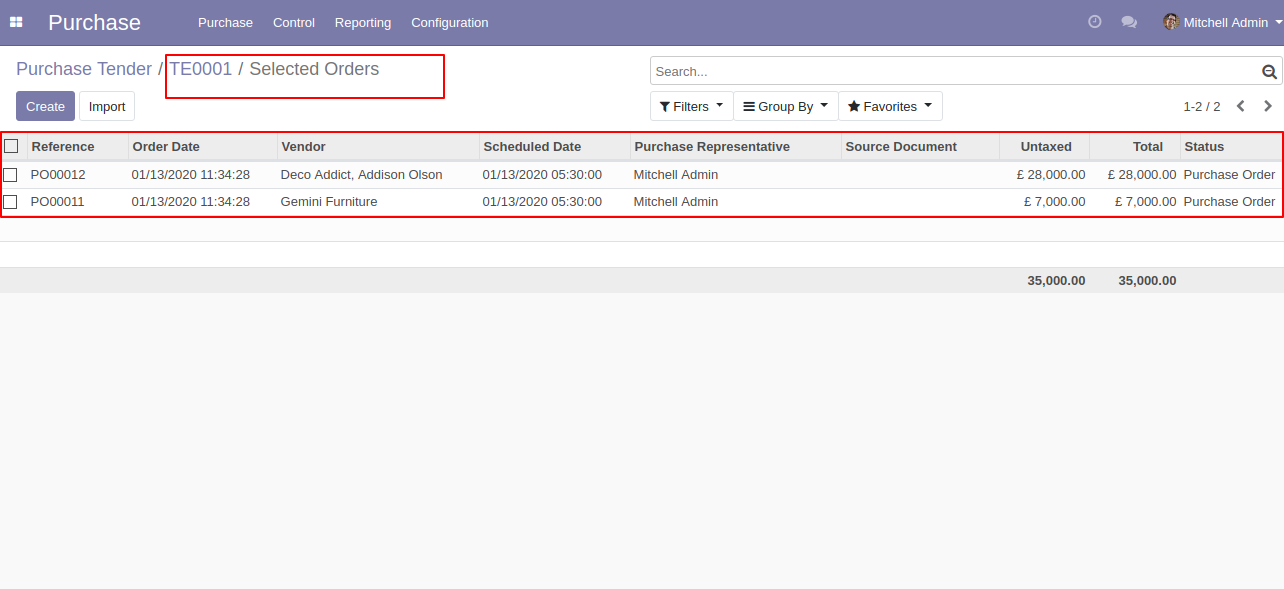 Purchase Purchase Control Reporting Configuration Mitchell Admin
Purchase Tender / TE0001 / Selected Orders
Search...
Create Import Filters Group By Favorites 1-2 / 2
Reference Order Date Vendor Scheduled Date Purchase Representative Source Document Untaxed Total Status
PO00012 01/13/2020 11:34:28 Deco Addict, Addison Olson 01/13/2020 05:30:00 Mitchell Admin £ 28,000.00 £ 28,000.00 Purchase Order
PO00011 01/13/2020 11:34:28 Gemini Furniture 01/13/2020 05:30:00 Mitchell Admin £ 7,000.00 £ 7,000.00 Purchase Order
35,000.00 35,000.00